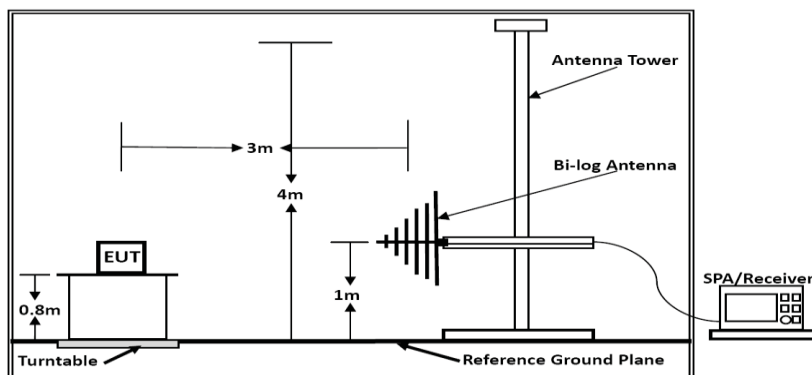 Antenna Tower
3m
Bi-log Antenna
4m
EUT
SPA/Receiver
0.8m
1m
Turntable
Reference Ground Plane